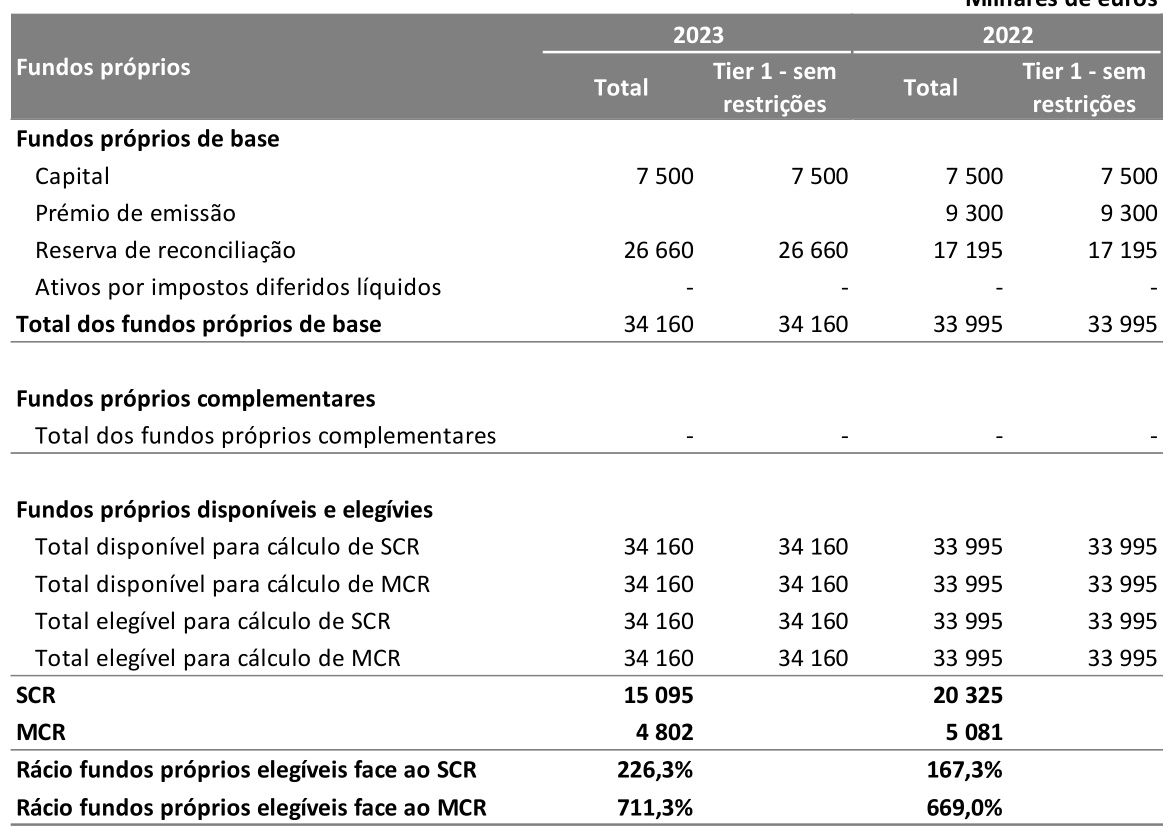 Milhares de euros
2023 2022
Fundos próprios
Total Tier 1 - sem restrições Total Tier 1 - sem restrições
Fundos próprios de base
Capital 7 500 7 500 7 500 7 500
Prémio de emissão 9 300 9 300
Reserva de reconciliação 26 660 26 660 17 195 17 195
Ativos por impostos diferidos líquidos - - - -
Total dos fundos próprios de base 34 160 34 160 33 995 33 995
Fundos próprios complementares
Total dos fundos próprios complementares - - - -
Fundos próprios disponíveis e elegívies
Total disponível para cálculo de SCR 34 160 34 160 33 995 33 995
Total disponível para cálculo de MCR 34 160 34 160 33 995 33 995
Total elegível para cálculo de SCR 34 160 34 160 33 995 33 995
Total elegível para cálculo de MCR 34 160 34 160 33 995 33 995
SCR 15 095 20 325
MCR 4 802 5 081
Rácio fundos próprios elegíveis face ao SCR 226,3% 167,3%
Rácio fundos próprios elegíveis face ao MCR 711,3% 669,0%